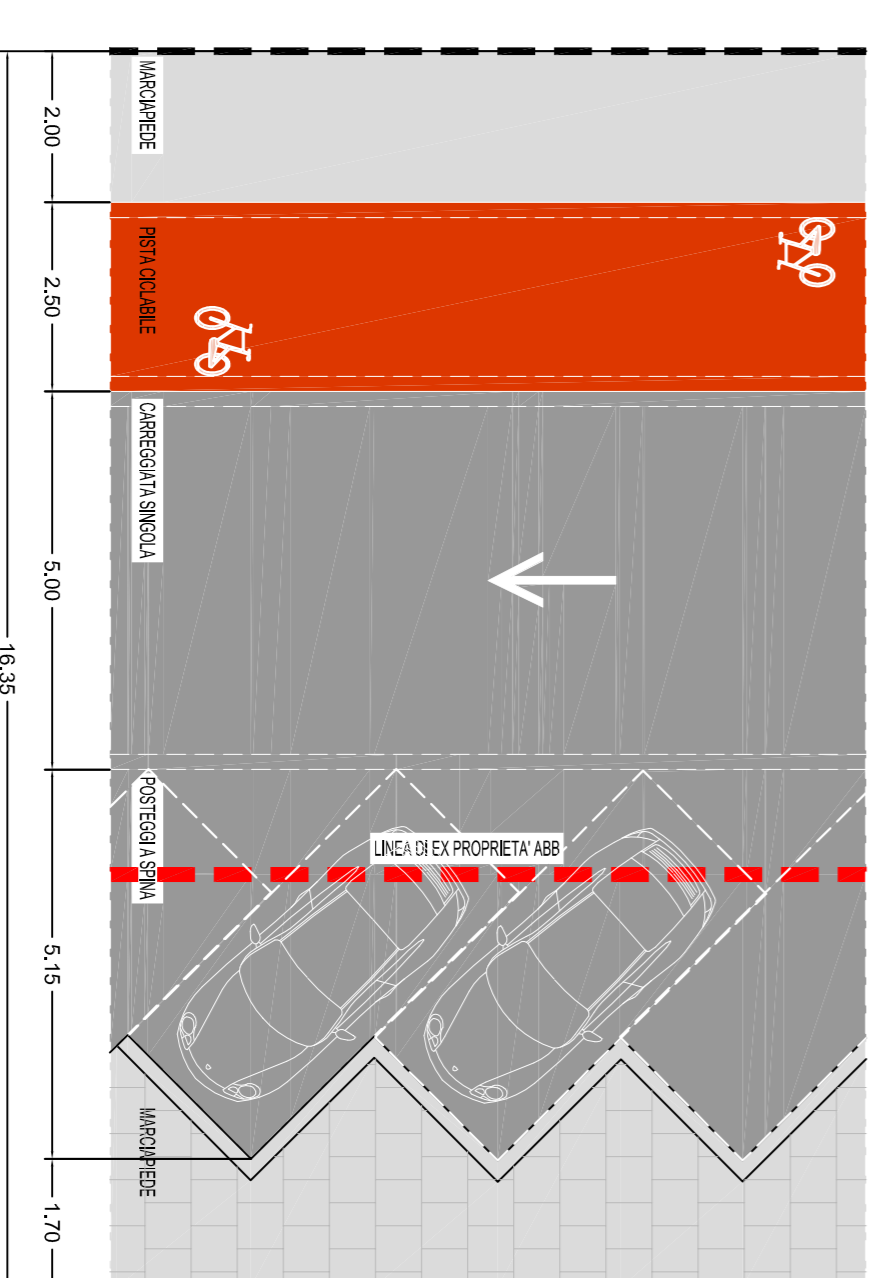 MARCIAPIEDE
2.00
PISTA CICLABILE
2.50
CARREGGIATA SINGOLA
5.00
16.35
POSTEGGI A SPINA
LINEA DI EX PROPRIETA' ABB
5.15
MARCIAPIEDE
1.70